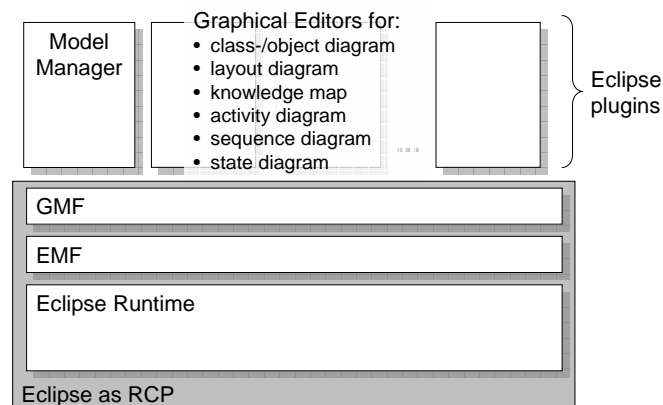 Model
Manager
Graphical Editors for:
• class-/object diagram
• layout diagram
• knowledge map
• activity diagram
• sequence diagram
• state diagram
Eclipse
plugins
GMF
EMF
Eclipse Runtime
Eclipse as RCP